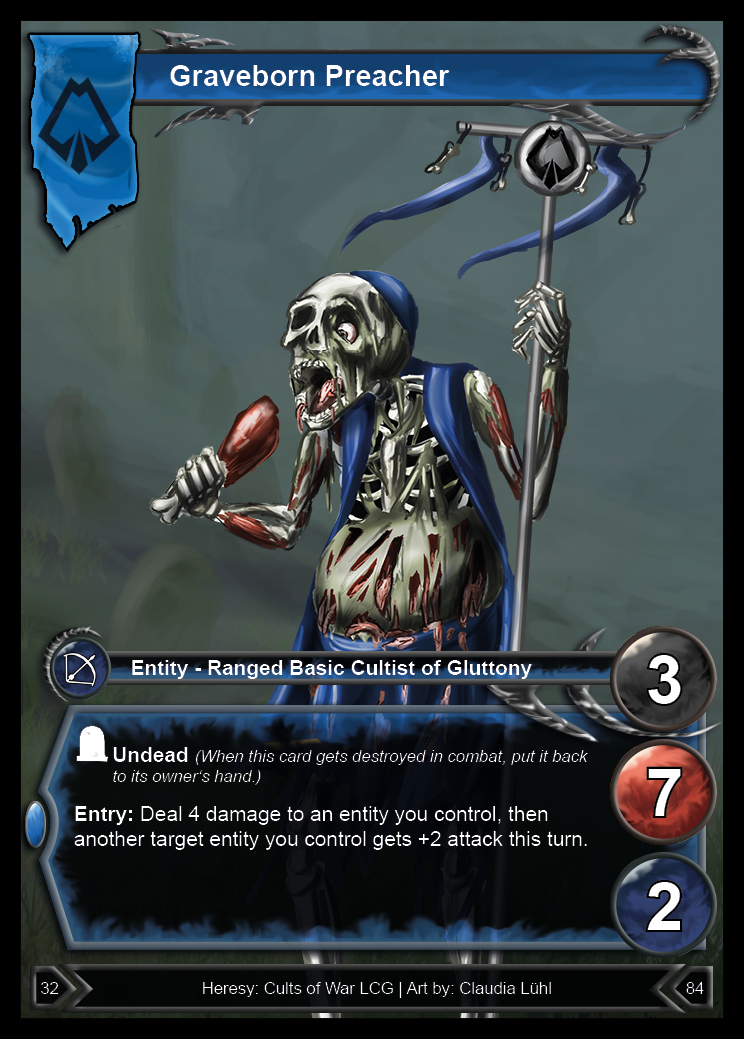 Graveborn Preacher
Entity - Ranged Basic Cultist of Gluttony
3
Undead (When this card gets destroyed in combat, put it back
to its owner‘s hand.)
7
Entry: Deal 4 damage to an entity you control, then
another target entity you control gets +2 attack this turn.
2
32
Heresy: Cults of War LCG | Art by: Claudia Lühl
84